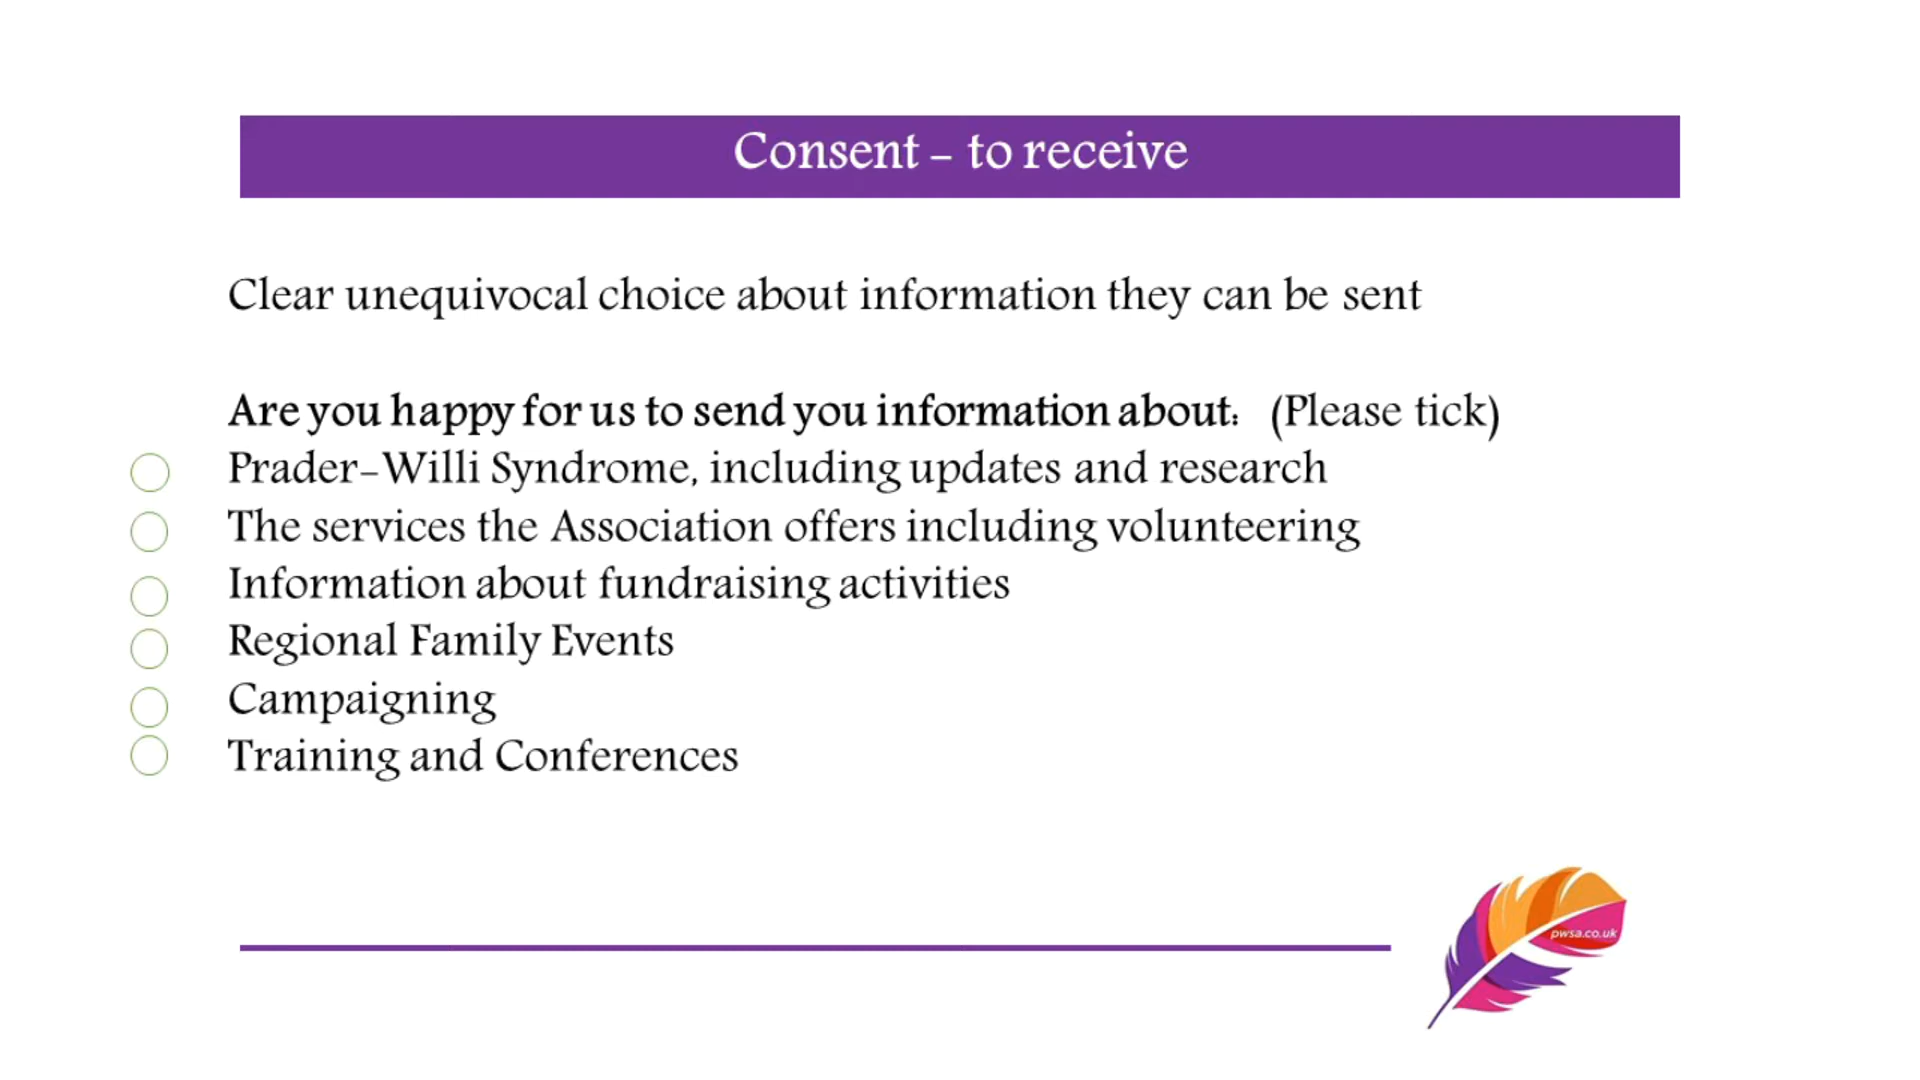 Consent - to receive
Clear unequivocal choice about information they can be sent
Are you happy for us to send you information about: (Please tick)
Prader-Willi Syndrome, including updates and research
The services the Association offers including volunteering
Information about fundraising activities
Regional Family Events
Campaigning
Training and Conferences
pwsa.co.uk